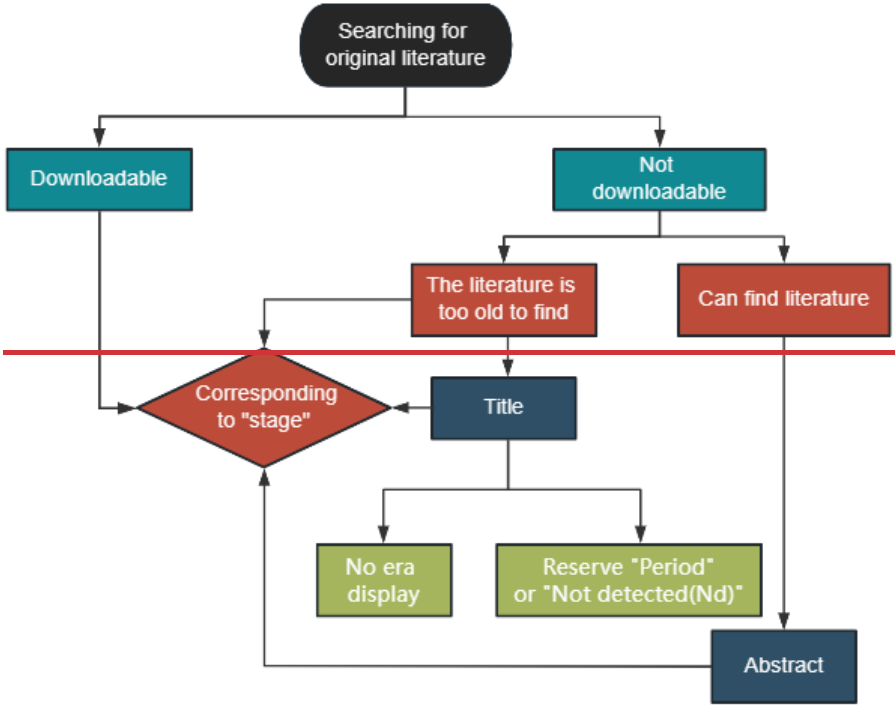 Searching for
original literature
Downloadable
Not
downloadable
The literature is
too old to find
Can find literature
Corresponding
to "stage"
Title
No era
display
Reserve "Period"
or "Not detected(Nd)"
Abstract